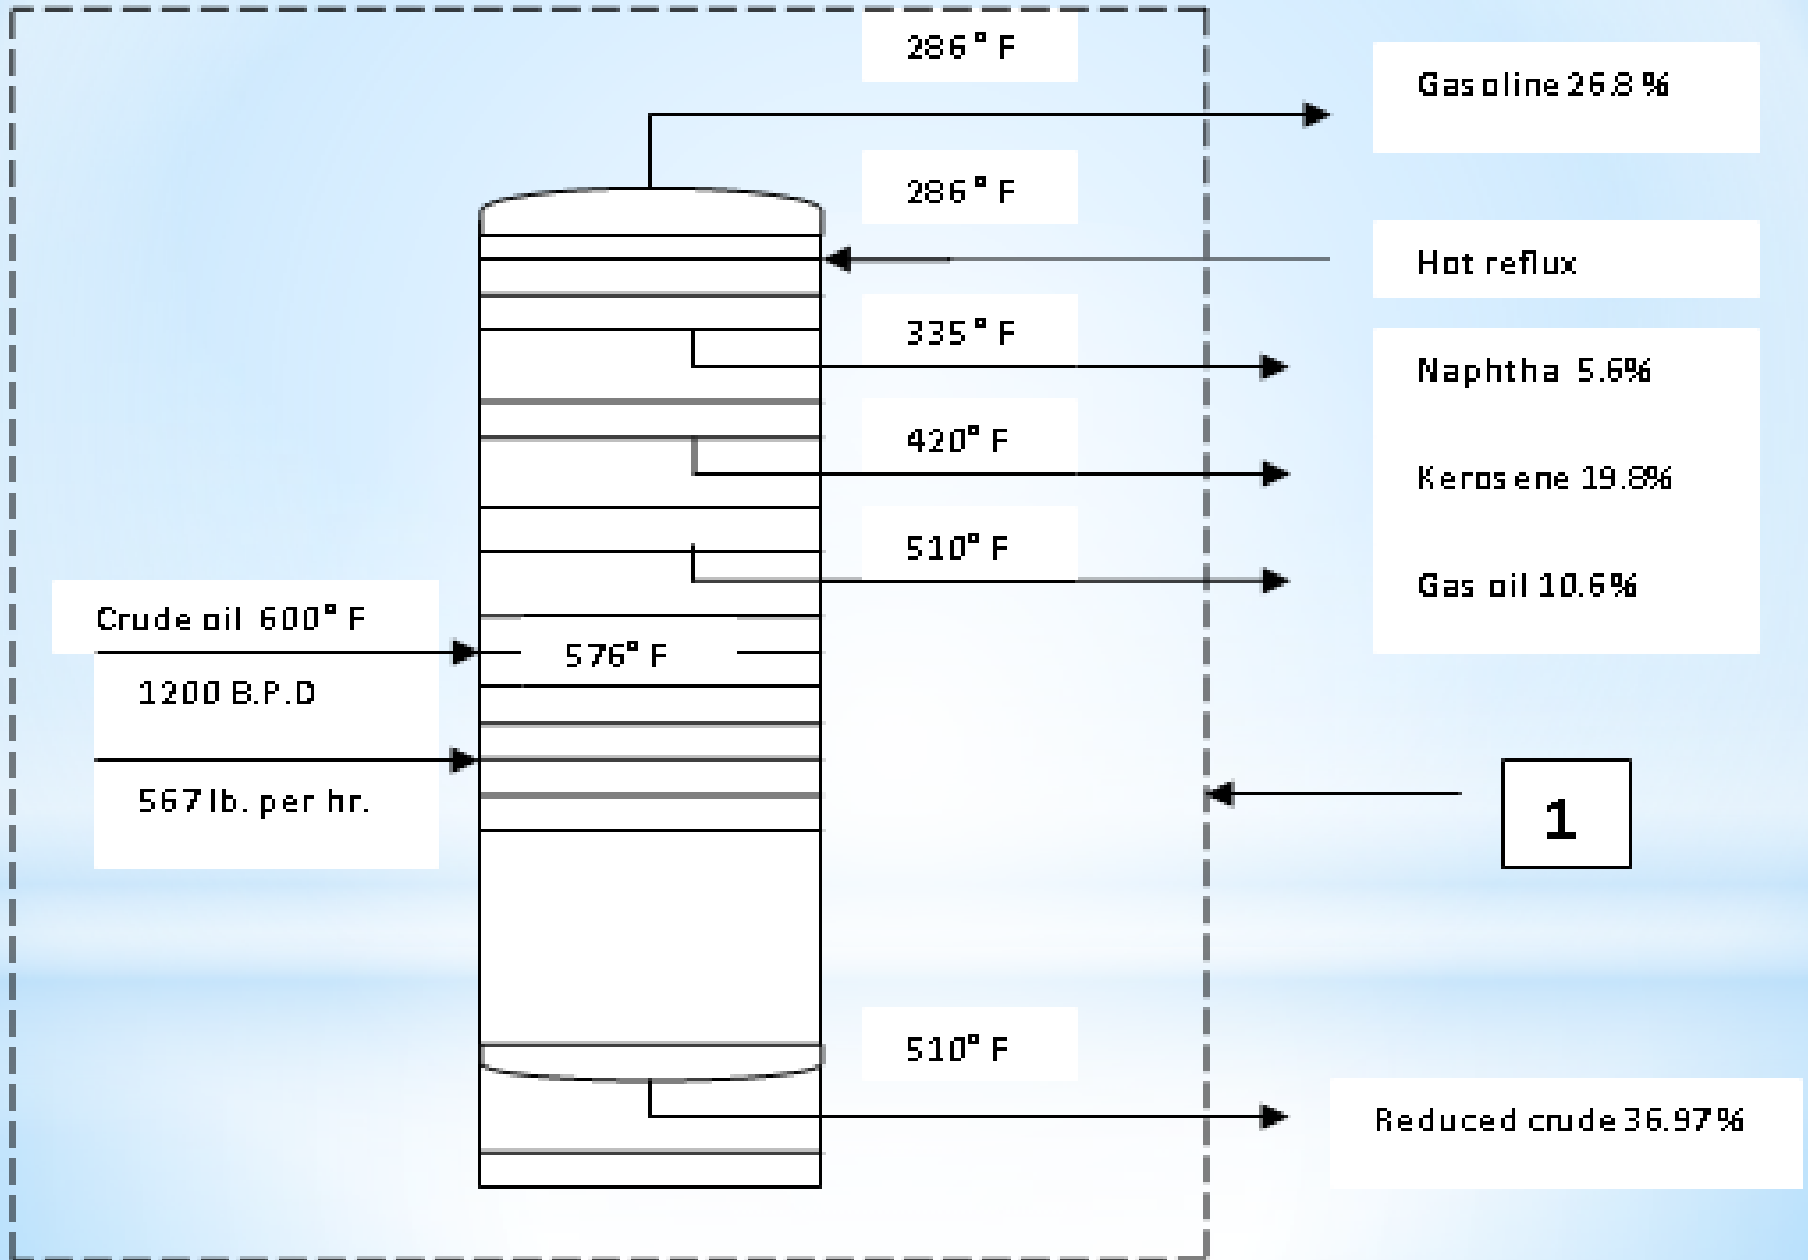 286° F
Gasoline 26.8 %
286° F
Hot reflux
335° F
Naphtha 5.6%
420° F
Kerosene 19.8%
510° F
Gas oil 10.6%
Crude oil 600° F
576° F
1200 B.P.D
567 lb. per hr.
1
510° F
Reduced crude 36.97%